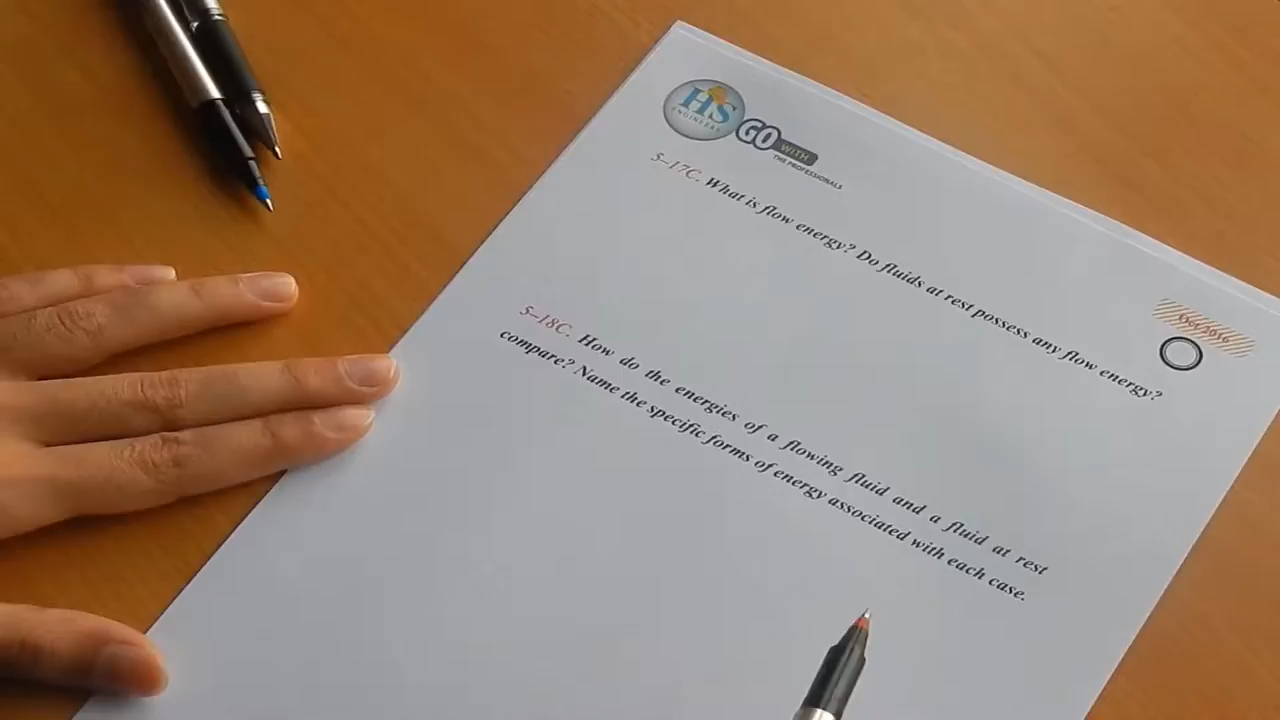 HS
ENGINEERS
GO WITH
THE PROFESSIONALS
5–17C. What is flow energy? Do fluids at rest possess any flow energy?
Oct 2016
5–18C. How do the energies of a flowing fluid and a fluid at rest
compare? Name the specific forms of energy associated with each case.